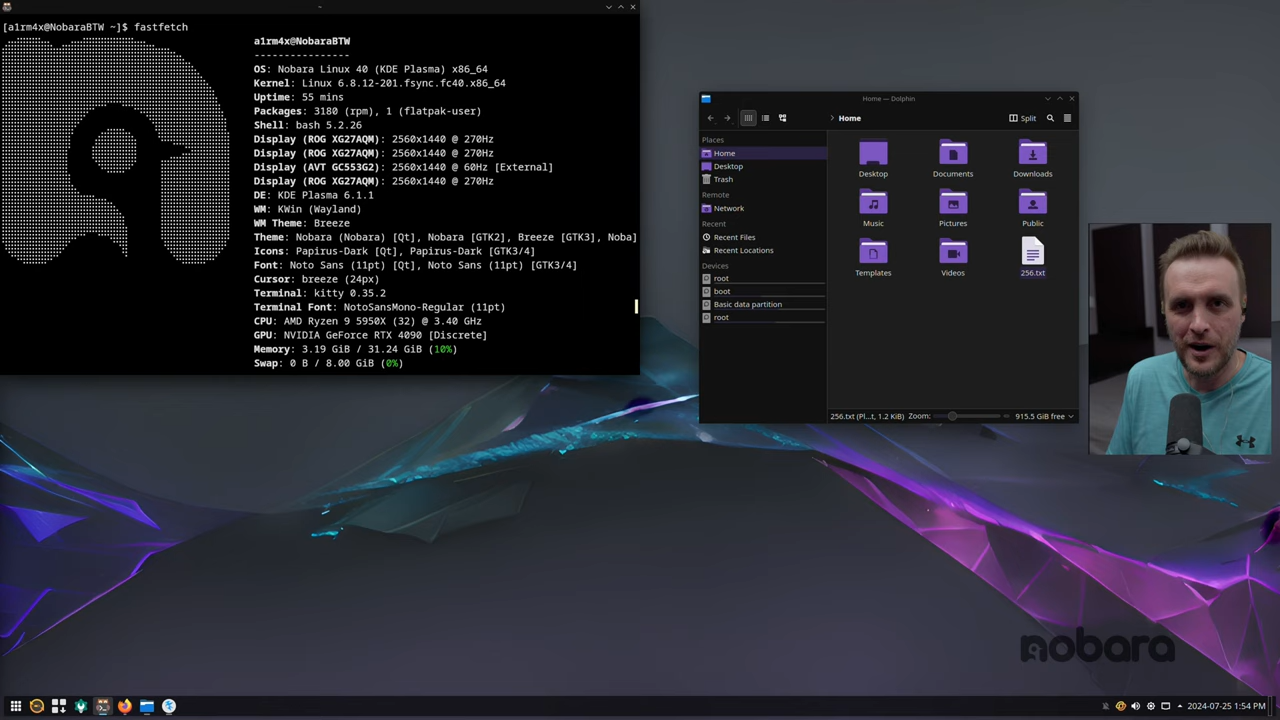 ~
[a1rm4x@NobaraBTW ~]$ fastfetch
a1rm4x@NobaraBTW
----------------
OS: Nobara Linux 40 (KDE Plasma) x86_64
Kernel: Linux 6.8.12-201.fsync.fc40.x86_64
Uptime: 55 mins
Packages: 3180 (rpm), 1 (flatpak-user)
Shell: bash 5.2.26
Display (ROG XG27AQM): 2560x1440 @ 270Hz
Display (ROG XG27AQM): 2560x1440 @ 270Hz
Display (AVT GC553G2): 2560x1440 @ 60Hz [External]
Display (ROG XG27AQM): 2560x1440 @ 270Hz
DE: KDE Plasma 6.1.1
WM: KWin (Wayland)
WM Theme: Breeze
Theme: Nobara (Nobara) [Qt], Nobara [GTK2], Breeze [GTK3], Noba]
Icons: Papirus-Dark [Qt], Papirus-Dark [GTK3/4]
Font: Noto Sans (11pt) [Qt], Noto Sans (11pt) [GTK3/4]
Cursor: breeze (24px)
Terminal: kitty 0.35.2
Terminal Font: NotoSansMono-Regular (11pt)
CPU: AMD Ryzen 9 5950X (32) @ 3.40 GHz
GPU: NVIDIA GeForce RTX 4090 [Discrete]
Memory: 3.19 GiB / 31.24 GiB (10%)
Swap: 0 B / 8.00 GiB (0%)
Home — Dolphin
Home
Split
Places
Home
Desktop
Trash
Remote
Network
Recent
Recent Files
Recent Locations
Devices
root
boot
Basic data partition
root
Desktop Documents Downloads
Music Pictures Public
Templates Videos 256.txt
256.txt (Pl...t, 1.2 KiB) Zoom: 915.5 GiB free
nobara
2024-07-25 1:54 PM